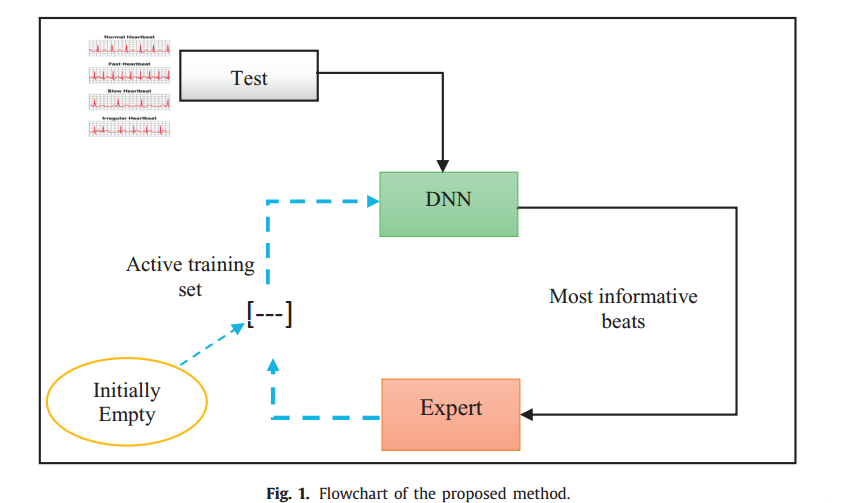 Normal Heartbeat
Fast Heartbeat
Slow Heartbeat
Irregular Heartbeat
Test
DNN
Active training
set
[---]
Most informative
beats
Initially
Empty
Expert
Fig. 1. Flowchart of the proposed method.